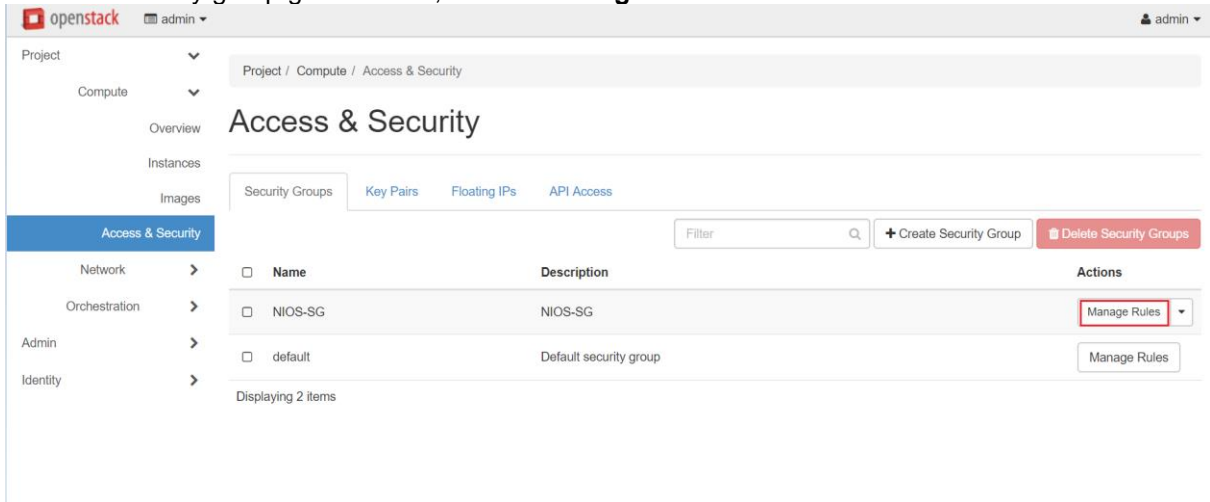 openstack admin admin
Project
Project / Compute / Access & Security
Compute
Overview
Access & Security
Instances
Security Groups Key Pairs Floating IPs API Access
Images
Access & Security
Filter + Create Security Group Delete Security Groups
Network
Name Description Actions
Orchestration
NIOS-SG NIOS-SG Manage Rules
Admin
default Default security group Manage Rules
Identity
Displaying 2 items